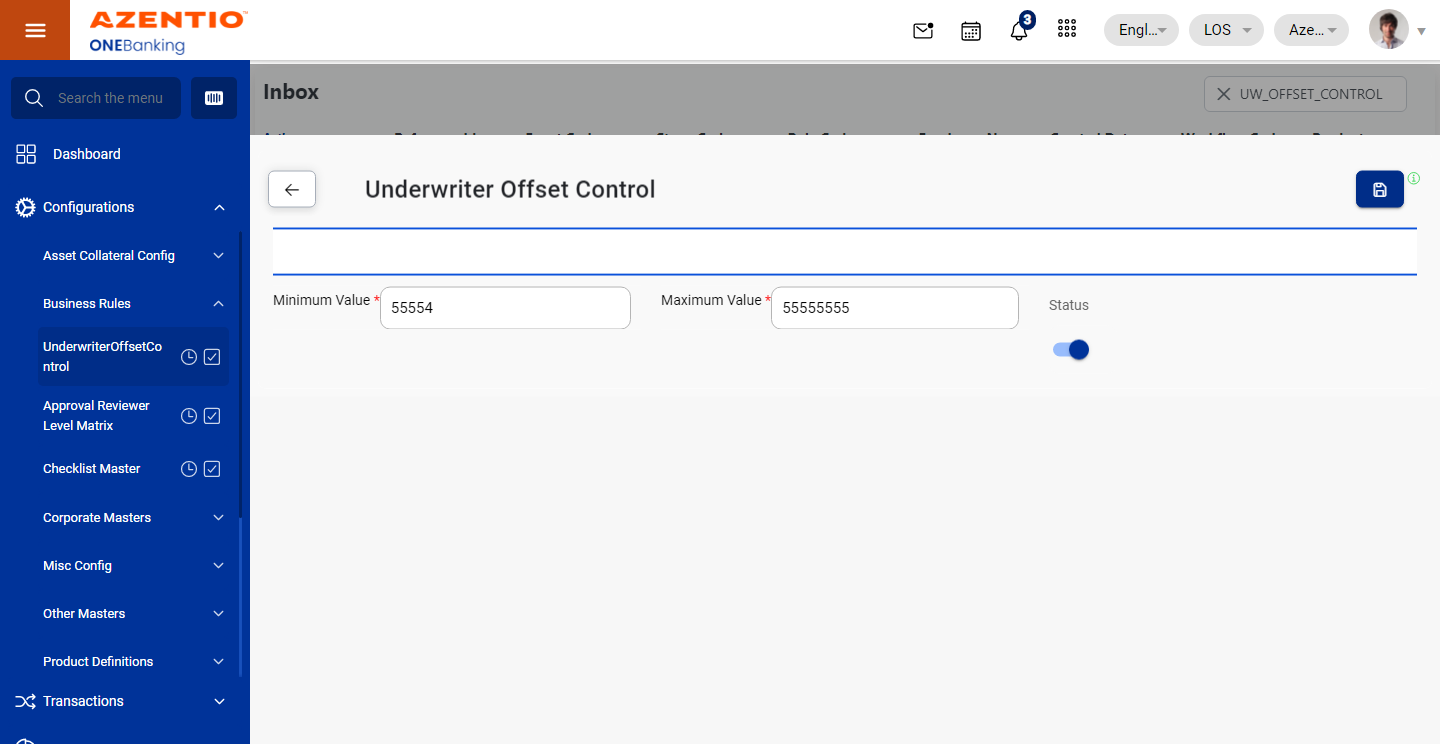 AZENTIO™
ONEBanking
3
Engl...
LOS
Aze...
Search the menu
Dashboard
Configurations
Asset Collateral Config
Business Rules
UnderwriterOffsetCo
ntrol
Approval Reviewer
Level Matrix
Checklist Master
Corporate Masters
Misc Config
Other Masters
Product Definitions
Transactions
Inbox
UW_OFFSET_CONTROL
Underwriter Offset Control
Minimum Value *
55554
Maximum Value *
55555555
Status